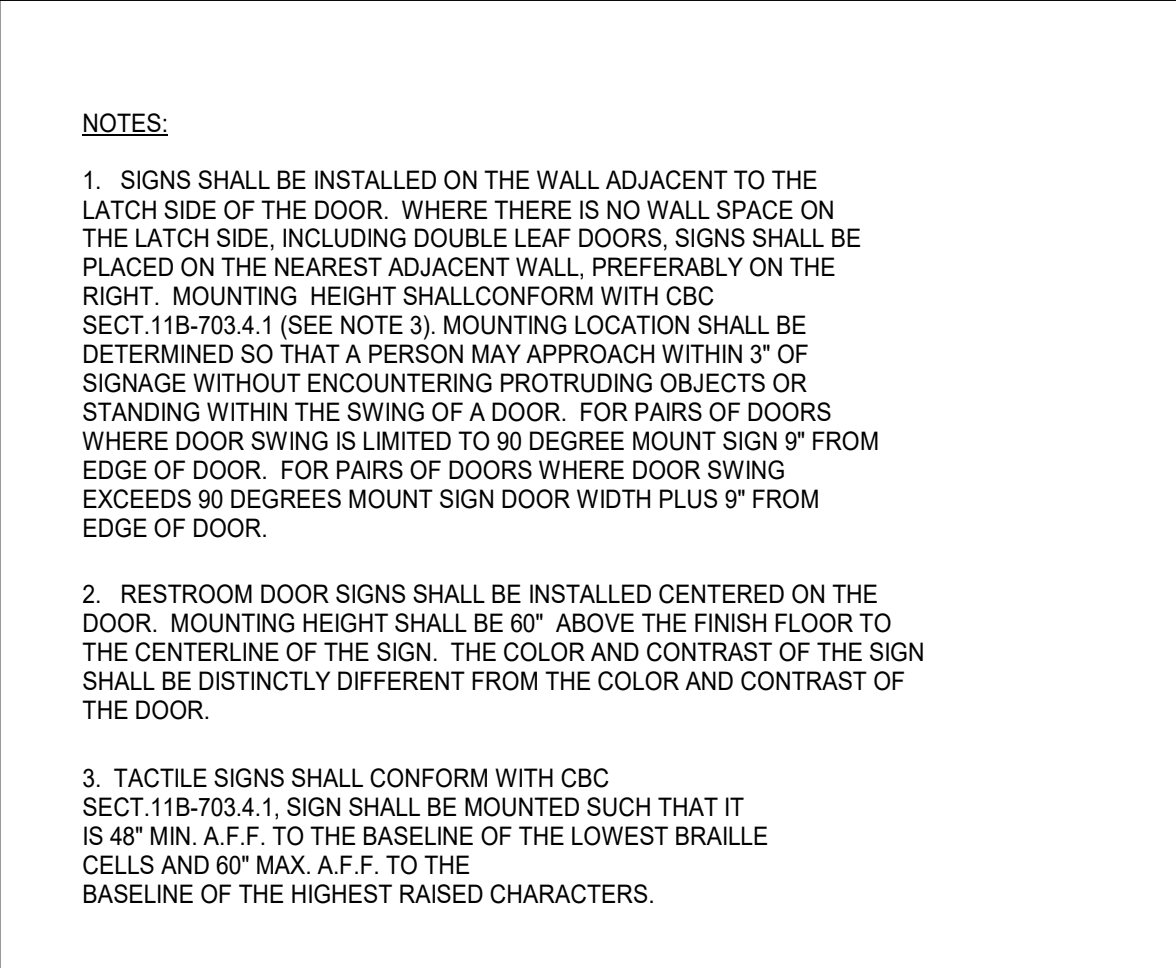 NOTES:
1. SIGNS SHALL BE INSTALLED ON THE WALL ADJACENT TO THE
LATCH SIDE OF THE DOOR. WHERE THERE IS NO WALL SPACE ON
THE LATCH SIDE, INCLUDING DOUBLE LEAF DOORS, SIGNS SHALL BE
PLACED ON THE NEAREST ADJACENT WALL, PREFERABLY ON THE
RIGHT. MOUNTING HEIGHT SHALLCONFORM WITH CBC
SECT.11B-703.4.1 (SEE NOTE 3). MOUNTING LOCATION SHALL BE
DETERMINED SO THAT A PERSON MAY APPROACH WITHIN 3" OF
SIGNAGE WITHOUT ENCOUNTERING PROTRUDING OBJECTS OR
STANDING WITHIN THE SWING OF A DOOR. FOR PAIRS OF DOORS
WHERE DOOR SWING IS LIMITED TO 90 DEGREE MOUNT SIGN 9" FROM
EDGE OF DOOR. FOR PAIRS OF DOORS WHERE DOOR SWING
EXCEEDS 90 DEGREES MOUNT SIGN DOOR WIDTH PLUS 9" FROM
EDGE OF DOOR.
2. RESTROOM DOOR SIGNS SHALL BE INSTALLED CENTERED ON THE
DOOR. MOUNTING HEIGHT SHALL BE 60" ABOVE THE FINISH FLOOR TO
THE CENTERLINE OF THE SIGN. THE COLOR AND CONTRAST OF THE SIGN
SHALL BE DISTINCTLY DIFFERENT FROM THE COLOR AND CONTRAST OF
THE DOOR.
3. TACTILE SIGNS SHALL CONFORM WITH CBC
SECT.11B-703.4.1, SIGN SHALL BE MOUNTED SUCH THAT IT
IS 48" MIN. A.F.F. TO THE BASELINE OF THE LOWEST BRAILLE
CELLS AND 60" MAX. A.F.F. TO THE
BASELINE OF THE HIGHEST RAISED CHARACTERS.